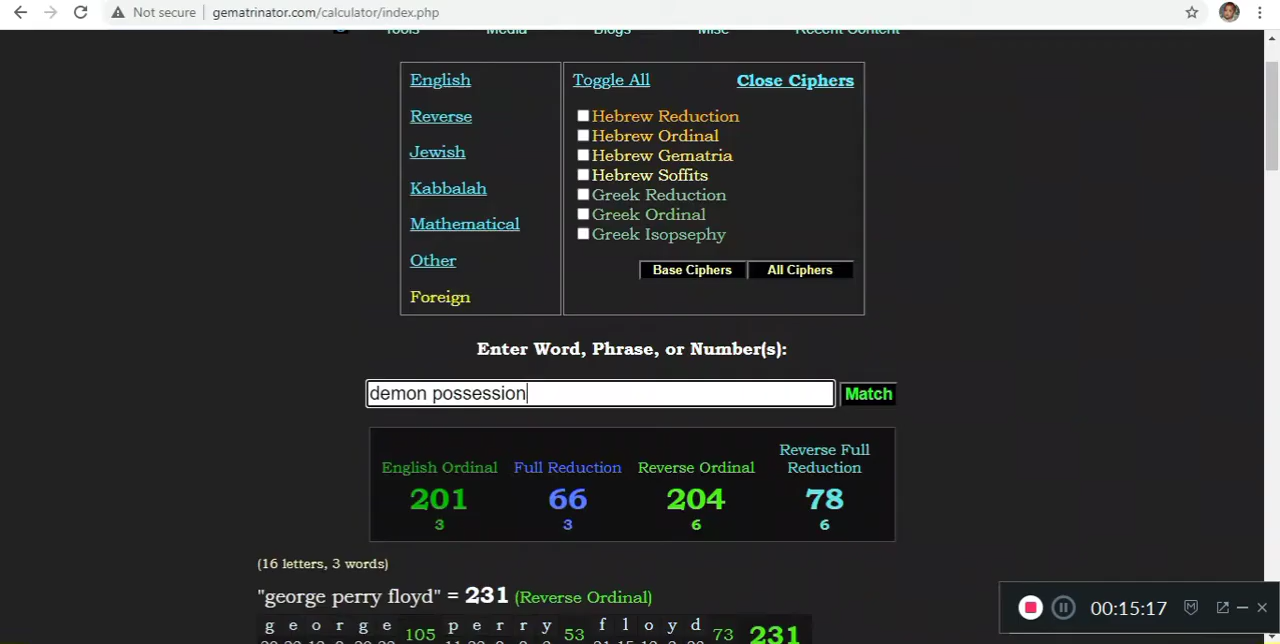 Not secure gematrinator.com/calculator/index.php
Tools Media Blogs Misc Recent Content
English
Reverse
Jewish
Kabbalah
Mathematical
Other
Foreign
Toggle All Close Ciphers
Hebrew Reduction
Hebrew Ordinal
Hebrew Gematria
Hebrew Soffits
Greek Reduction
Greek Ordinal
Greek Isopsephy
Base Ciphers All Ciphers
Enter Word, Phrase, or Number(s):
demon possession Match
English Ordinal Full Reduction Reverse Ordinal Reverse Full Reduction
201 66 204 78
3 3 6 6
(16 letters, 3 words)
"george perry floyd" = 231 (Reverse Ordinal)
g e o r g e 105 p e r r y 53 f l o y d 73 231
00:15:17